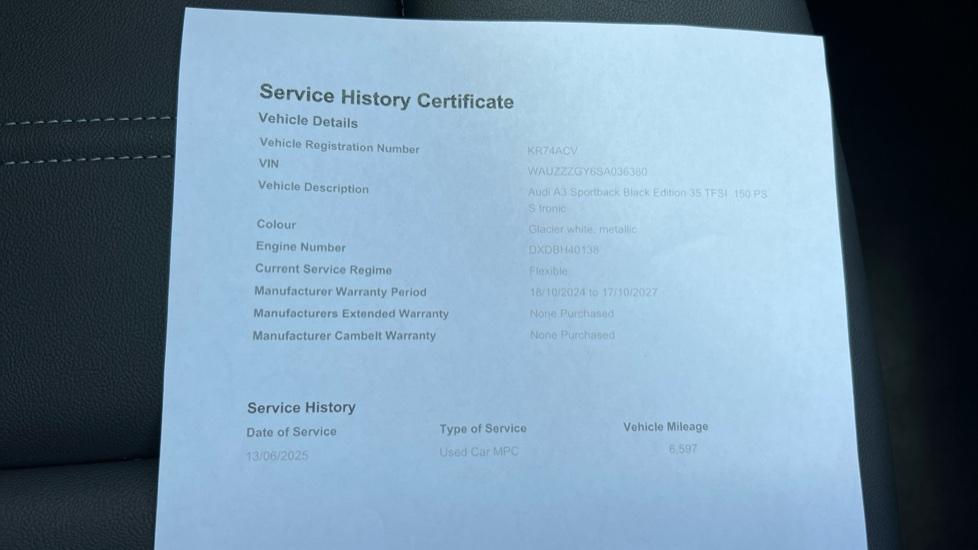 Service History Certificate
Vehicle Details
Vehicle Registration Number KR74ACV
VIN WAUZZZGY6SA036380
Vehicle Description Audi A3 Sportback Black Edition 35 TFSI 150 PS
S tronic
Colour Glacier white, metallic
Engine Number DXDBH40138
Current Service Regime Flexible
Manufacturer Warranty Period 18/10/2024 to 17/10/2027
Manufacturers Extended Warranty None Purchased
Manufacturer Cambelt Warranty None Purchased
Service History
Date of Service Type of Service Vehicle Mileage
13/06/2025 Used Car MPC 6,597